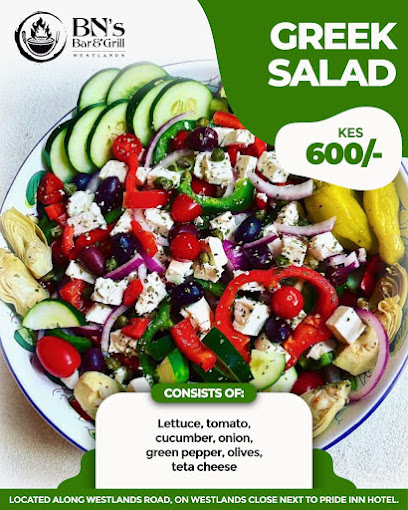 BN's
Bar&Grill
WESTLANDS
GREEK
SALAD
KES
600/-
CONSISTS OF:
Lettuce, tomato,
cucumber, onion,
green pepper, olives,
teta cheese
LOCATED ALONG WESTLANDS ROAD, ON WESTLANDS CLOSE NEXT TO PRIDE INN HOTEL.